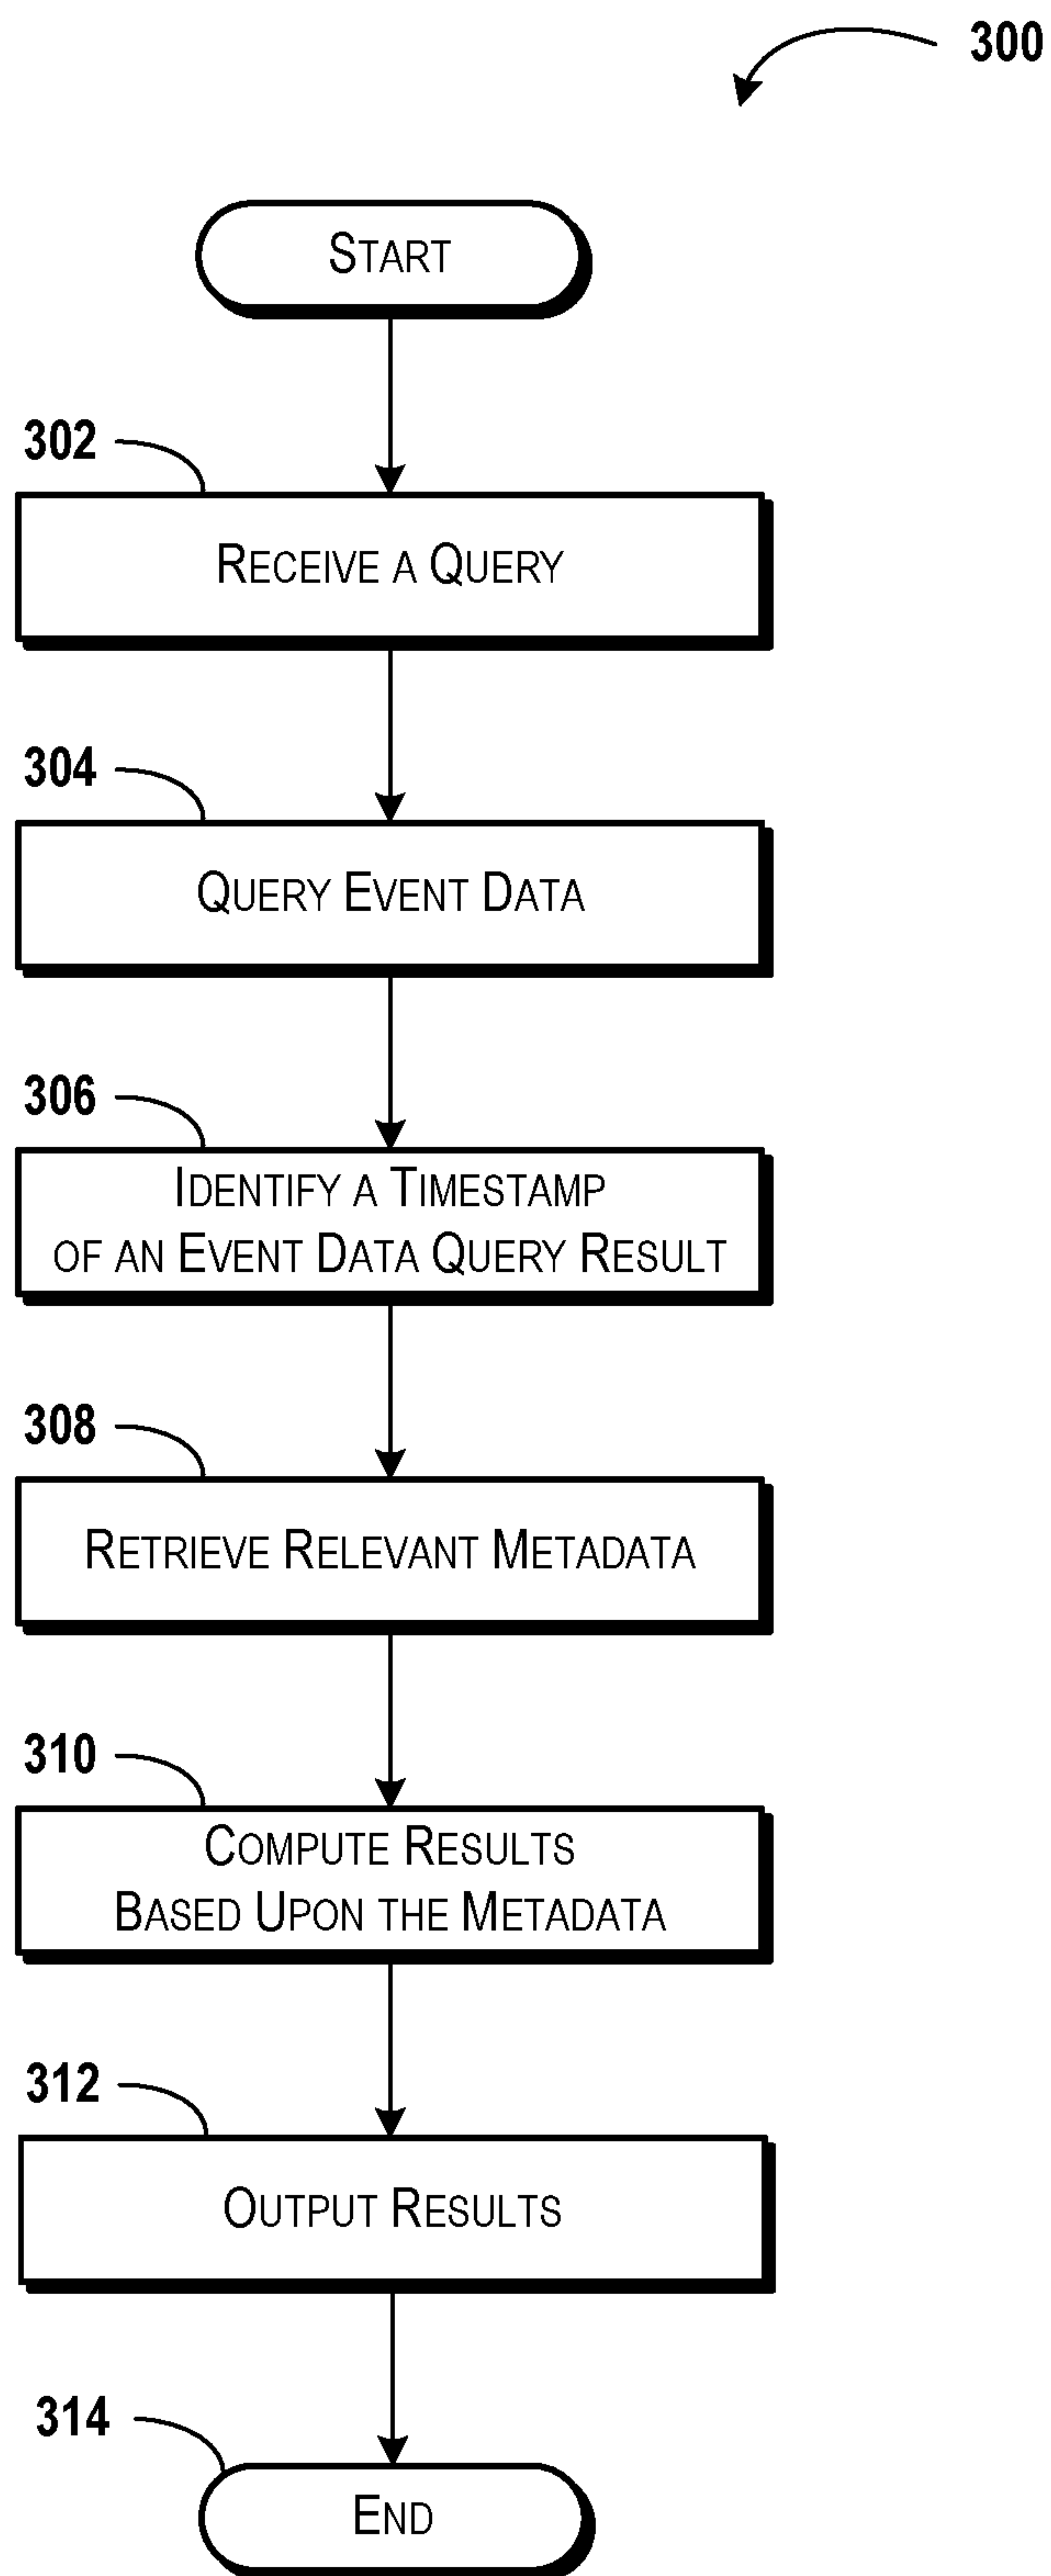 300
START
302
RECEIVE A QUERY
304
QUERY EVENT DATA
306
IDENTIFY A TIMESTAMP
OF AN EVENT DATA QUERY RESULT
308
RETRIEVE RELEVANT METADATA
310
COMPUTE RESULTS
BASED UPON THE METADATA
312
OUTPUT RESULTS
314
END